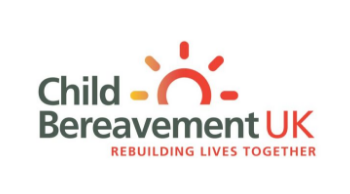 Child
Bereavement UK
REBUILDING LIVES TOGETHER